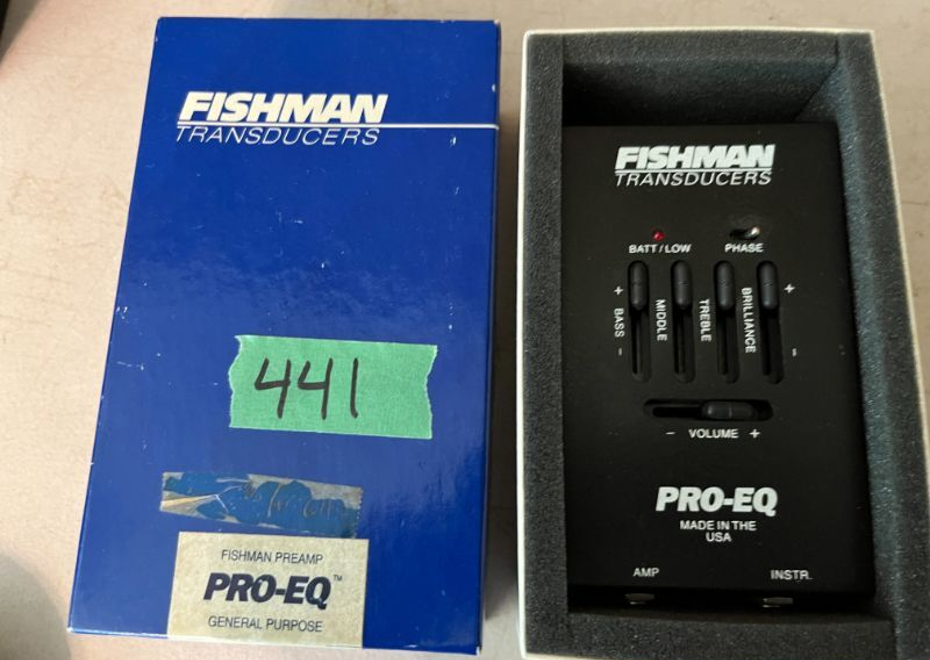 FISHMAN
TRANSDUCERS
441
FISHMAN PREAMP
PRO-EQ™
GENERAL PURPOSE
FISHMAN
TRANSDUCERS
BATT/LOW PHASE
+ BASS - MIDDLE TREBLE BRILLIANCE + -
- VOLUME +
PRO-EQ
MADE IN THE
USA
AMP INSTR.